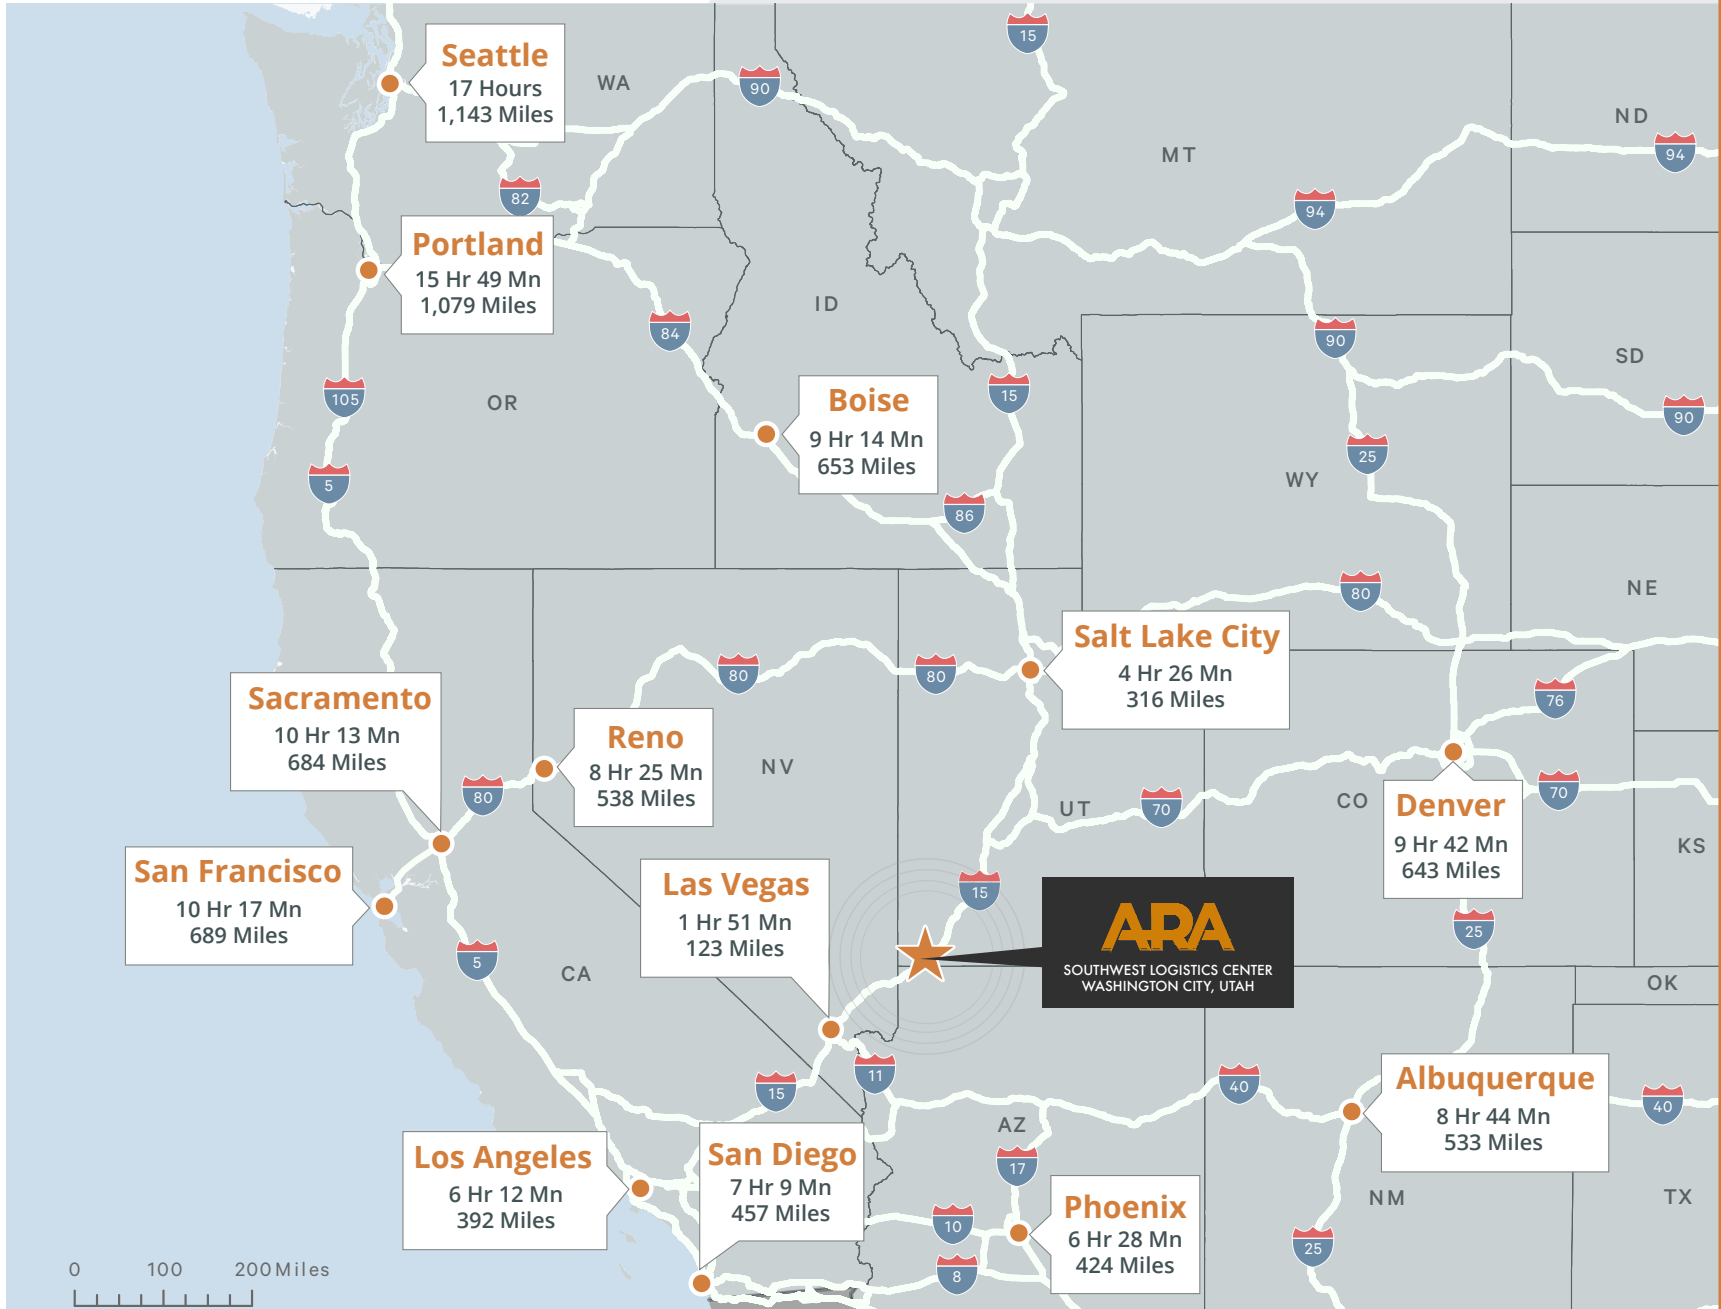 Seattle
17 Hours
1,143 Miles
WA
90
15
MT
ND
94
82
94
Portland
15 Hr 49 Mn
1,079 Miles
84
ID
90
SD
90
105
OR
Boise
9 Hr 14 Mn
653 Miles
15
25
WY
5
86
80
NE
Salt Lake City
4 Hr 26 Mn
316 Miles
80
80
76
Sacramento
10 Hr 13 Mn
684 Miles
Reno
8 Hr 25 Mn
538 Miles
NV
80
UT
70
CO
70
Denver
9 Hr 42 Mn
643 Miles
KS
San Francisco
10 Hr 17 Mn
689 Miles
Las Vegas
1 Hr 51 Mn
123 Miles
15
ARA
SOUTHWEST LOGISTICS CENTER
WASHINGTON CITY, UTAH
25
5
CA
OK
15
11
40
40
Albuquerque
8 Hr 44 Mn
533 Miles
AZ
17
Los Angeles
6 Hr 12 Mn
392 Miles
San Diego
7 Hr 9 Mn
457 Miles
10
8
Phoenix
6 Hr 28 Mn
424 Miles
NM
TX
25
0 100 200 Miles